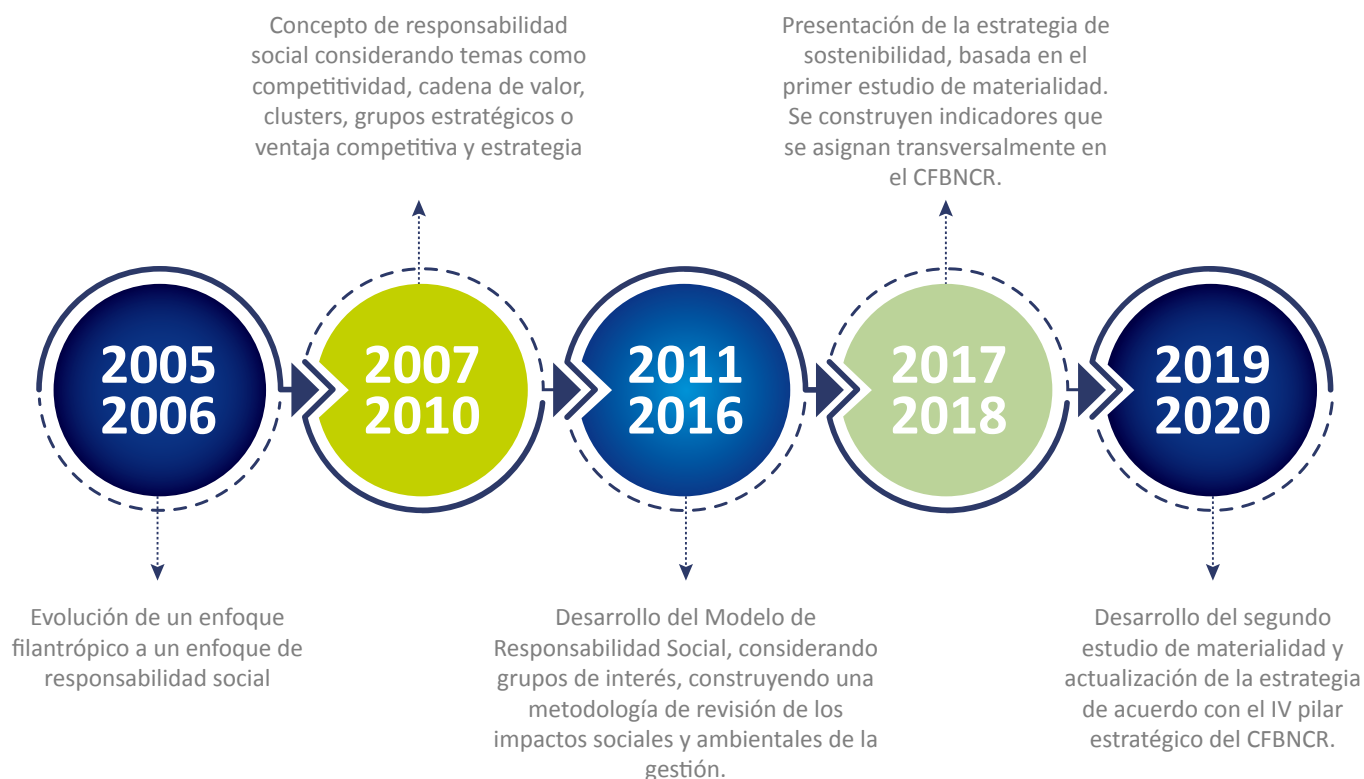 Concepto de responsabilidad
social considerando temas como
competitividad, cadena de valor,
clusters, grupos estratégicos o
ventaja competitiva y estrategia
Presentación de la estrategia de
sostenibilidad, basada en el
primer estudio de materialidad.
Se construyen indicadores que
se asignan transversalmente en
el CFBNCR.
2005
2006
2007
2010
2011
2016
2017
2018
2019
2020
Evolución de un enfoque
filantrópico a un enfoque de
responsabilidad social
Desarrollo del Modelo de
Responsabilidad Social, considerando
grupos de interés, construyendo una
metodología de revisión de los
impactos sociales y ambientales de la
gestión.
Desarrollo del segundo
estudio de materialidad y
actualización de la estrategia
de acuerdo con el IV pilar
estratégico del CFBNCR.